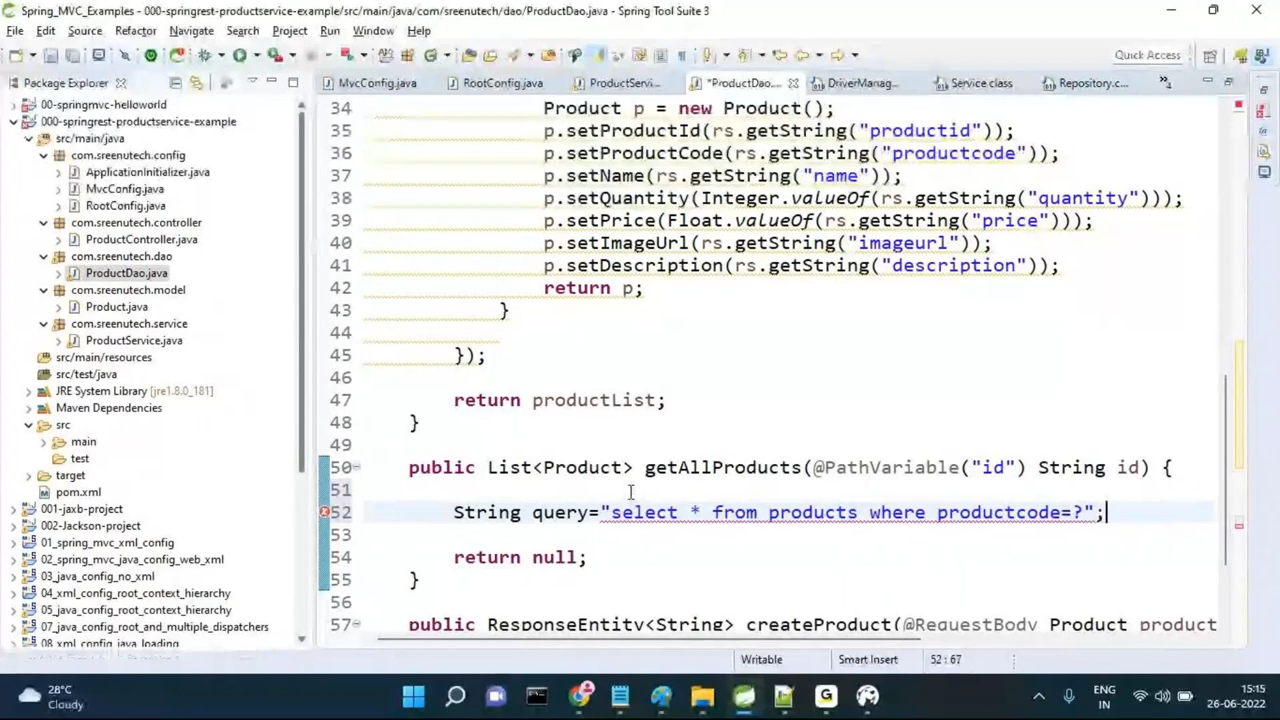 Spring_MVC_Examples - 000-springrest-productservice-example/src/main/java/com/sreenutech/dao/ProductDao.java - Spring Tool Suite 3
File Edit Source Refactor Navigate Search Project Run Window Help
Quick Access
Package Explorer
MvcConfig.java RootConfig.java ProductServi... *ProductDao.... DriverManag... Service class Repository.c...
00-springmvc-helloworld
000-springrest-productservice-example
src/main/java
com.sreenutech.config
ApplicationInitializer.java
MvcConfig.java
RootConfig.java
com.sreenutech.controller
ProductController.java
com.sreenutech.dao
ProductDao.java
com.sreenutech.model
Product.java
com.sreenutech.service
ProductService.java
src/main/resources
src/test/java
JRE System Library [jre1.8.0_181]
Maven Dependencies
src
main
test
target
pom.xml
001-jaxb-project
002-Jackson-project
01_spring_mvc_xml_config
02_spring_mvc_java_config_web_xml
03_java_config_no_xml
04_xml_config_root_context_hierarchy
05_java_config_root_context_hierarchy
07_java_config_root_and_multiple_dispatchers
34 Product p = new Product();
35 p.setProductId(rs.getString("productid"));
36 p.setProductCode(rs.getString("productcode"));
37 p.setName(rs.getString("name"));
38 p.setQuantity(Integer.valueOf(rs.getString("quantity")));
39 p.setPrice(Float.valueOf(rs.getString("price")));
40 p.setImageUrl(rs.getString("imageurl"));
41 p.setDescription(rs.getString("description"));
42 return p;
43 }
44
45 });
46
47 return productList;
48 }
49
50 public List<Product> getAllProducts(@PathVariable("id") String id) {
51
52 String query="select * from products where productcode=?";
53
54 return null;
55 }
56
57 public ResponseEntity<String> createProduct(@RequestBody Product product
Writable Smart Insert 52 : 67
28°C
Cloudy
ENG
IN
15:15
26-06-2022